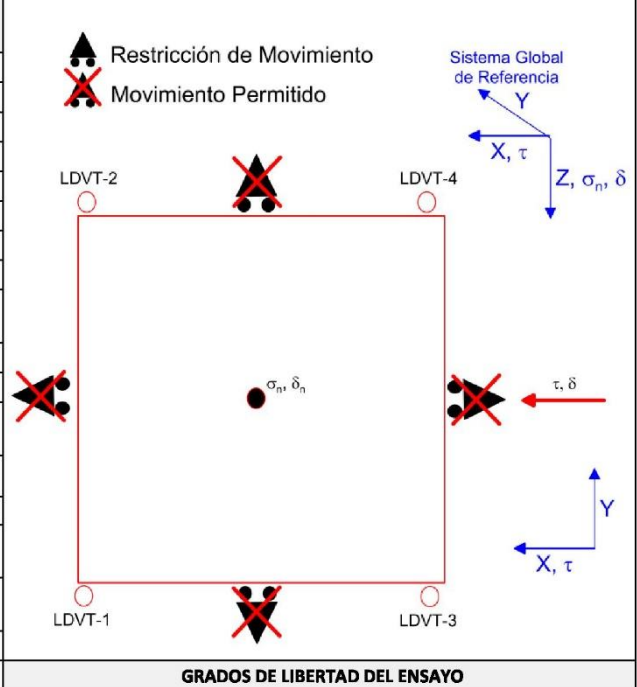 Restricción de Movimiento
Movimiento Permitido
Sistema Global
de Referencia
Y
X, τ
Z, σn, δ
LDVT-2
LDVT-4
σn, δn
τ, δ
Y
X, τ
LDVT-1
LDVT-3
GRADOS DE LIBERTAD DEL ENSAYO